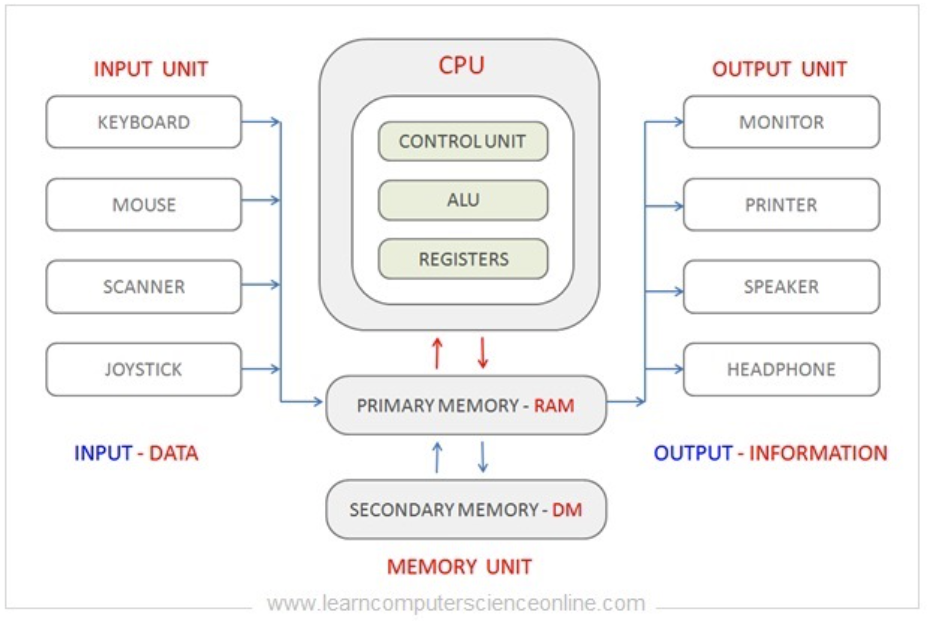 INPUT UNIT
KEYBOARD
MOUSE
SCANNER
JOYSTICK
INPUT - DATA
CPU
CONTROL UNIT
ALU
REGISTERS
PRIMARY MEMORY - RAM
SECONDARY MEMORY - DM
MEMORY UNIT
OUTPUT UNIT
MONITOR
PRINTER
SPEAKER
HEADPHONE
OUTPUT - INFORMATION
www.learncomputerscienceonline.com